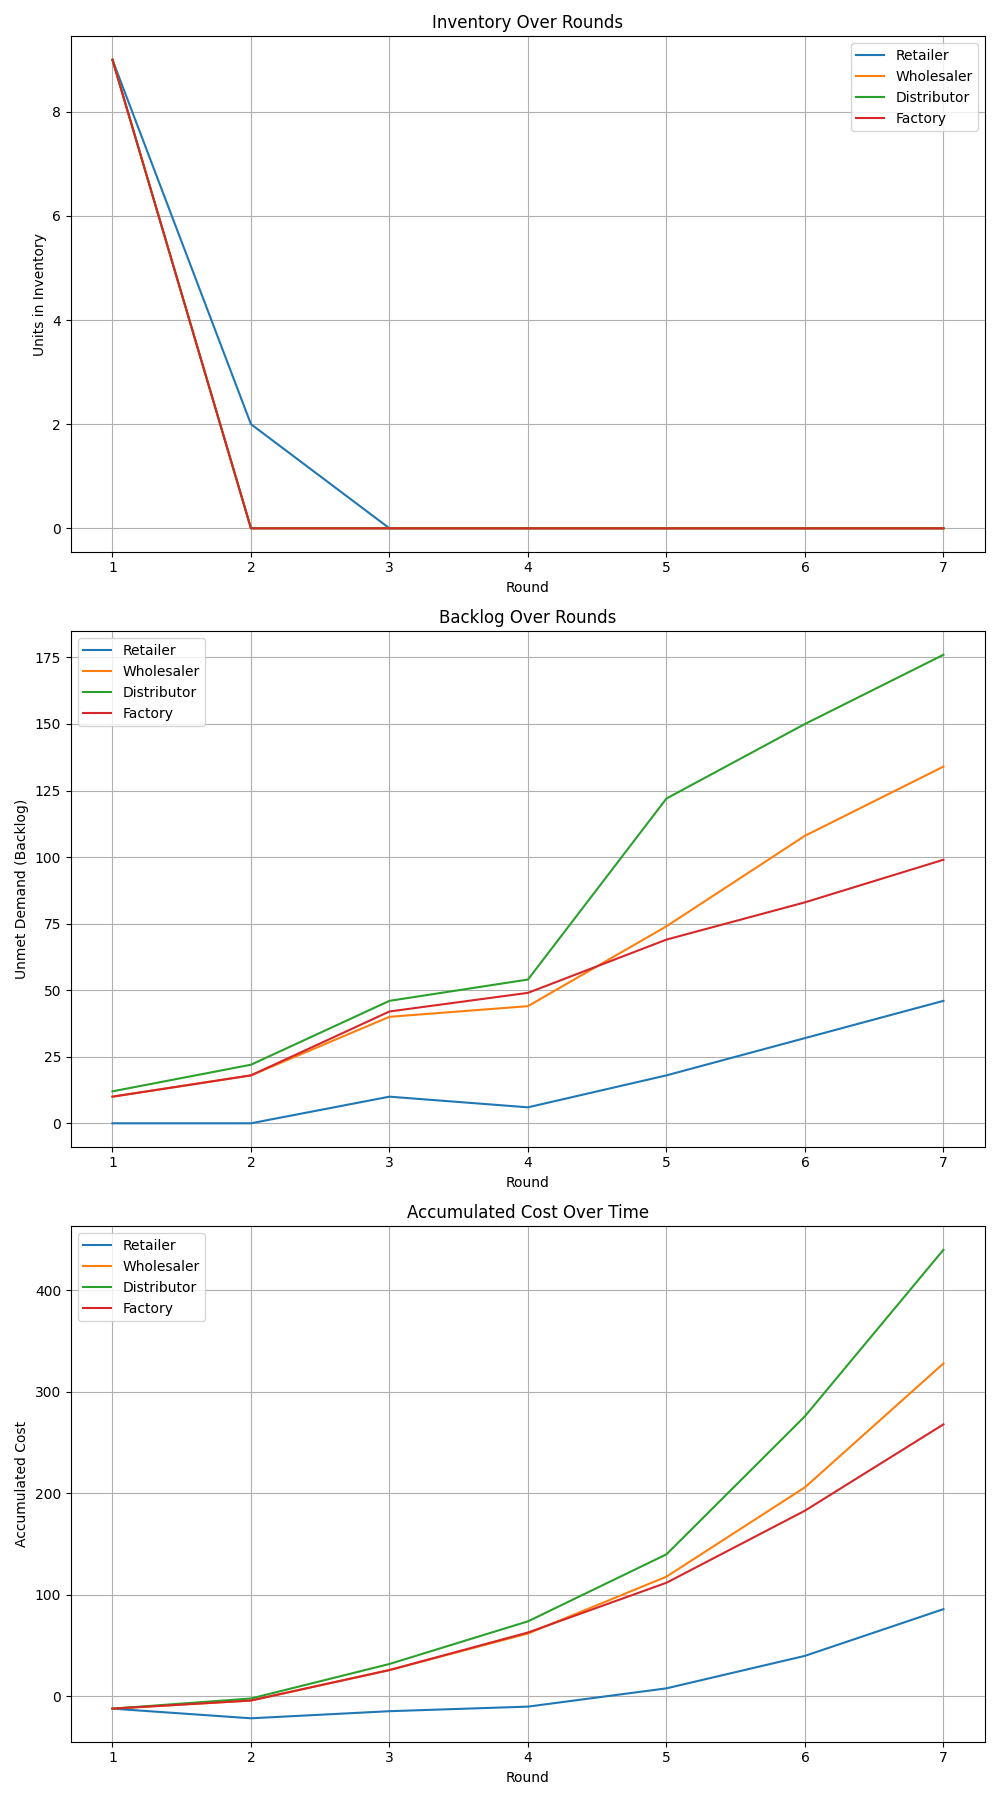 Inventory Over Rounds
Units in Inventory
8
6
4
2
0
Retailer
Wholesaler
Distributor
Factory
1 2 3 4 5 6 7
Round
Backlog Over Rounds
Unmet Demand (Backlog)
175
150
125
100
75
50
25
0
Retailer
Wholesaler
Distributor
Factory
1 2 3 4 5 6 7
Round
Accumulated Cost Over Time
Accumulated Cost
400
300
200
100
0
Retailer
Wholesaler
Distributor
Factory
1 2 3 4 5 6 7
Round